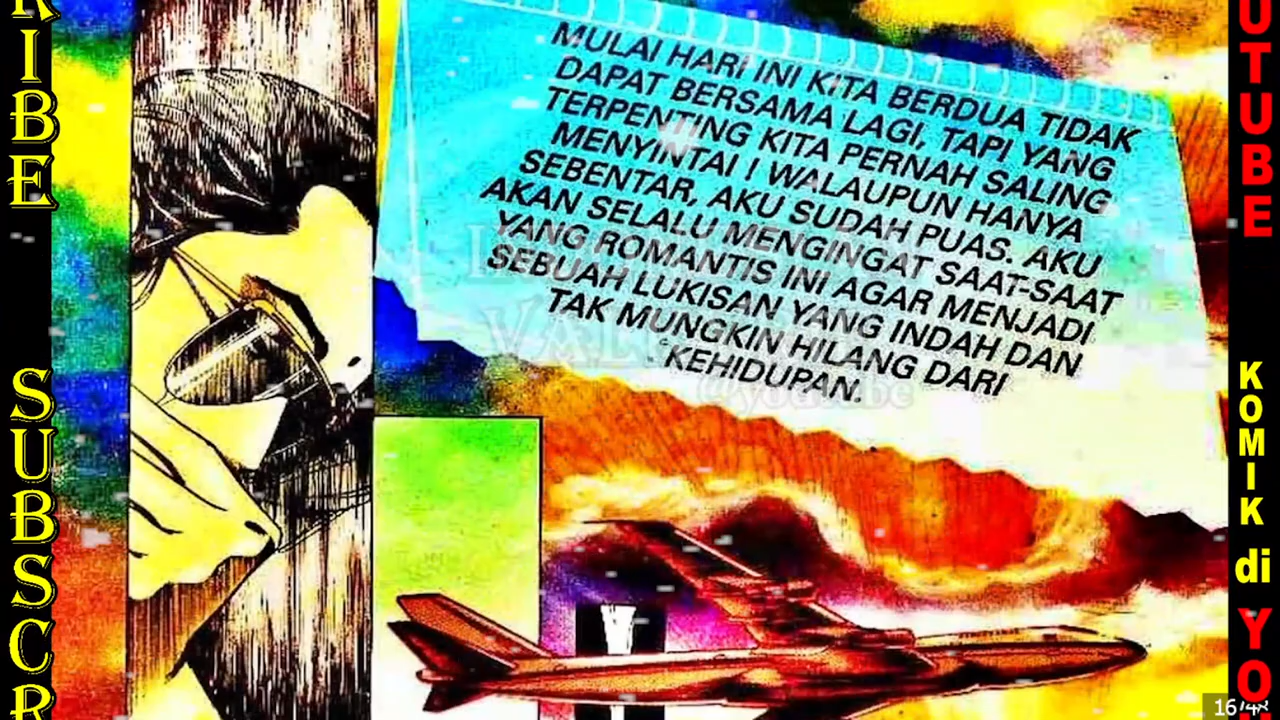 MULAI HARI INI KITA BERDUA TIDAK
DAPAT BERSAMA LAGI, TAPI YANG
TERPENTING KITA PERNAH SALING
MENYINTAI ! WALAUPUN HANYA
SEBENTAR, AKU SUDAH PUAS. AKU
AKAN SELALU MENGINGAT SAAT-SAAT
YANG ROMANTIS INI AGAR MENJADI
SEBUAH LUKISAN YANG INDAH DAN
TAK MUNGKIN HILANG DARI
KEHIDUPAN.
@youtube
RIBE
SUBSCR
UTUBE
KOMIK di YO